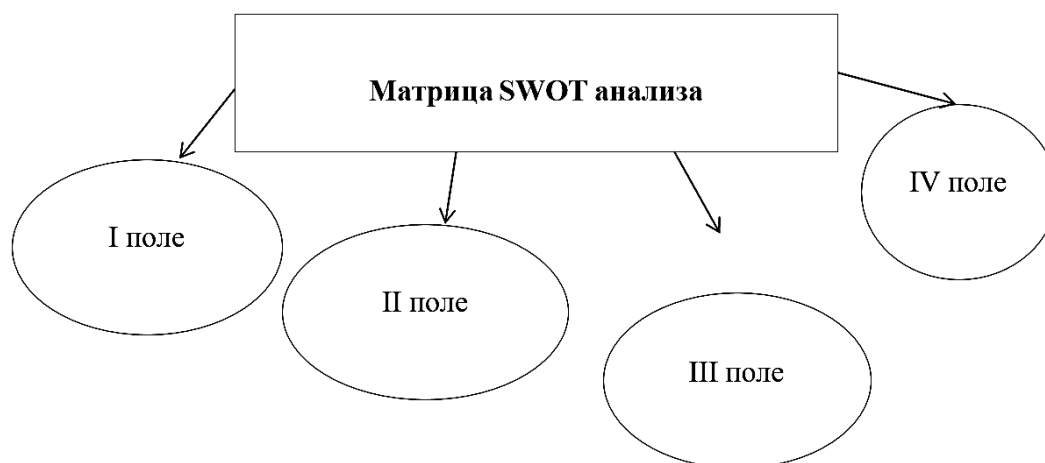 Матрица SWOT анализа
I поле
II поле
III поле
IV поле